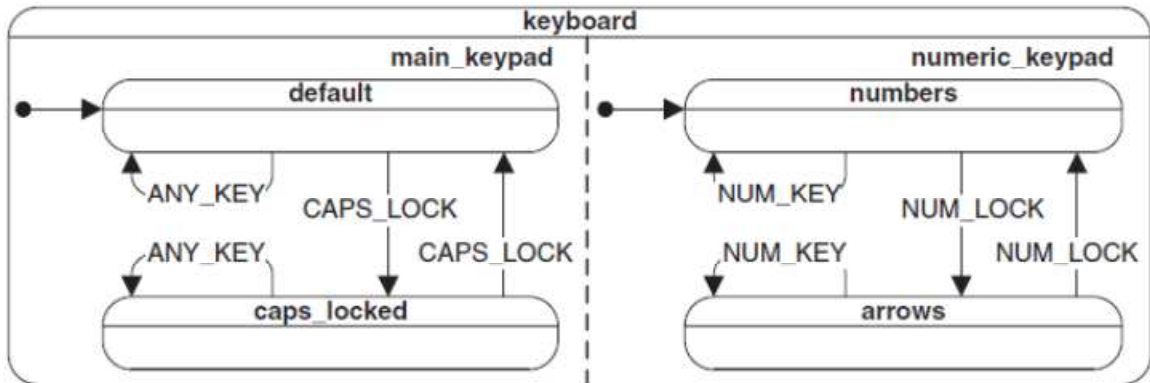 keyboard
main_keypad
default
ANY_KEY
CAPS_LOCK
ANY_KEY
CAPS_LOCK
caps_locked
numeric_keypad
numbers
NUM_KEY
NUM_LOCK
NUM_KEY
NUM_LOCK
arrows